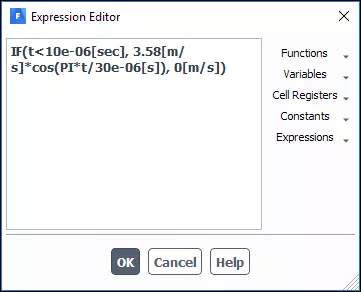 Expression Editor
IF(t<10e-06[sec], 3.58[m/
s]*cos(PI*t/30e-06[s]), 0[m/s])
Functions
Variables
Cell Registers
Constants
Expressions
OK
Cancel
Help